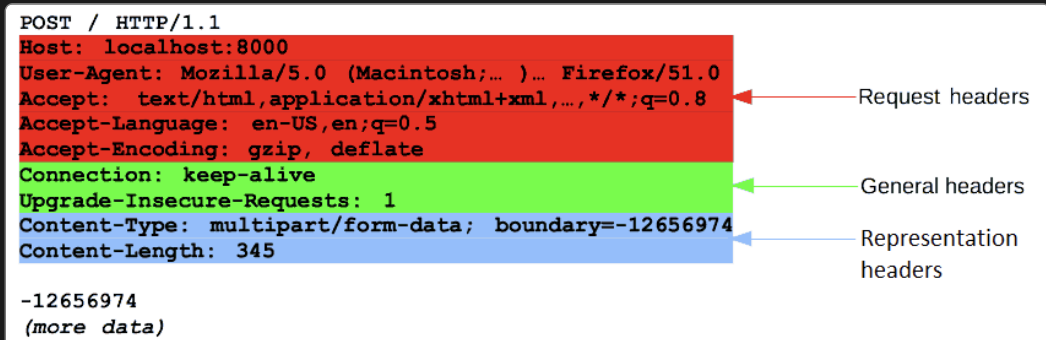 POST / HTTP/1.1
Host: localhost:8000
User-Agent: Mozilla/5.0 (Macintosh;… )… Firefox/51.0
Accept: text/html,application/xhtml+xml,…,*/*;q=0.8
Request headers
Accept-Language: en-US,en;q=0.5
Accept-Encoding: gzip, deflate
Connection: keep-alive
General headers
Upgrade-Insecure-Requests: 1
Content-Type: multipart/form-data; boundary=-12656974
Content-Length: 345
Representation
headers
-12656974
(more data)